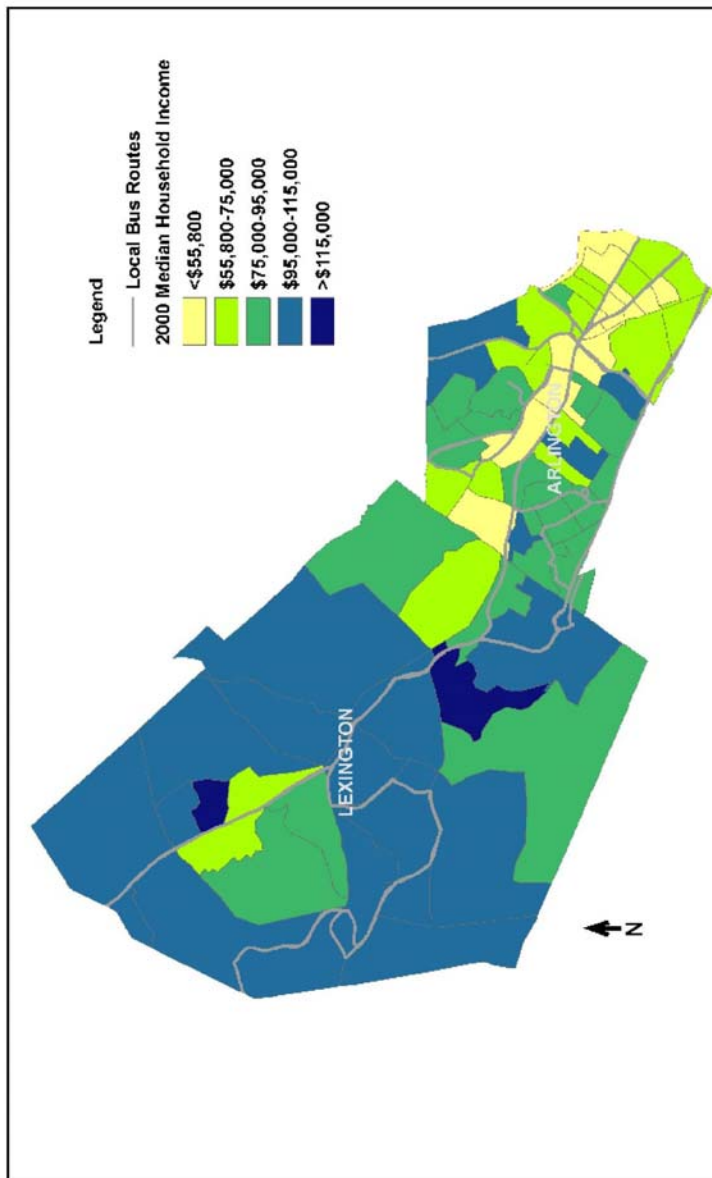 Legend
Local Bus Routes
2000 Median Household Income
<$55,800
$55,800-75,000
$75,000-95,000
$95,000-115,000
>$115,000
LEXINGTON
ARLINGTON
N